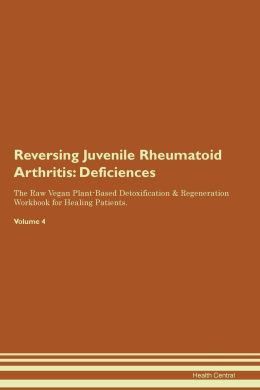 Reversing Juvenile Rheumatoid
Arthritis: Deficiences
The Raw Vegan Plant-Based Detoxification & Regeneration
Workbook for Healing Patients.
Volume 4
Health Central